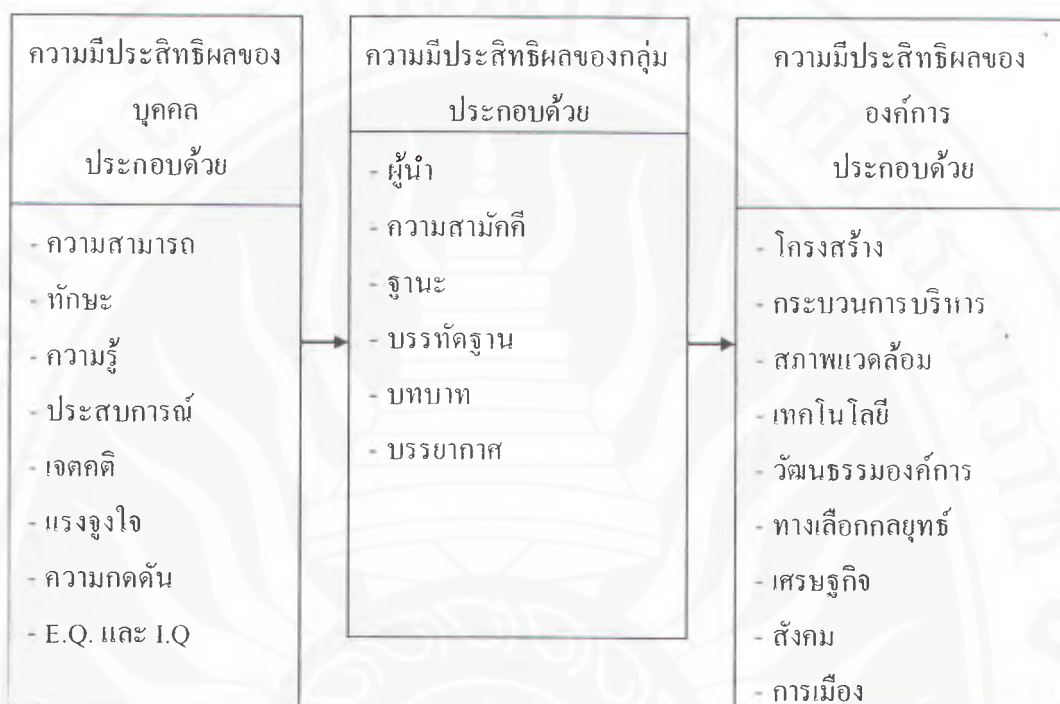 ความมีประสิทธิผลของ
บุคคล
ประกอบด้วย
- ความสามารถ
- ทักษะ
- ความรู้
- ประสบการณ์
- เจตคติ
- แรงจูงใจ
- ความกดดัน
- E.Q. และ I.Q
ความมีประสิทธิผลของกลุ่ม
ประกอบด้วย
- ผู้นำ
- ความสามัคคี
- ฐานะ
- บรรทัดฐาน
- บทบาท
- บรรยากาศ
ความมีประสิทธิผลของ
องค์การ
ประกอบด้วย
- โครงสร้าง
- กระบวนการบริหาร
- สภาพแวดล้อม
- เทคโนโลยี
- วัฒนธรรมองค์การ
- ทางเลือกกลยุทธ์
- เศรษฐกิจ
- สังคม
- การเมือง